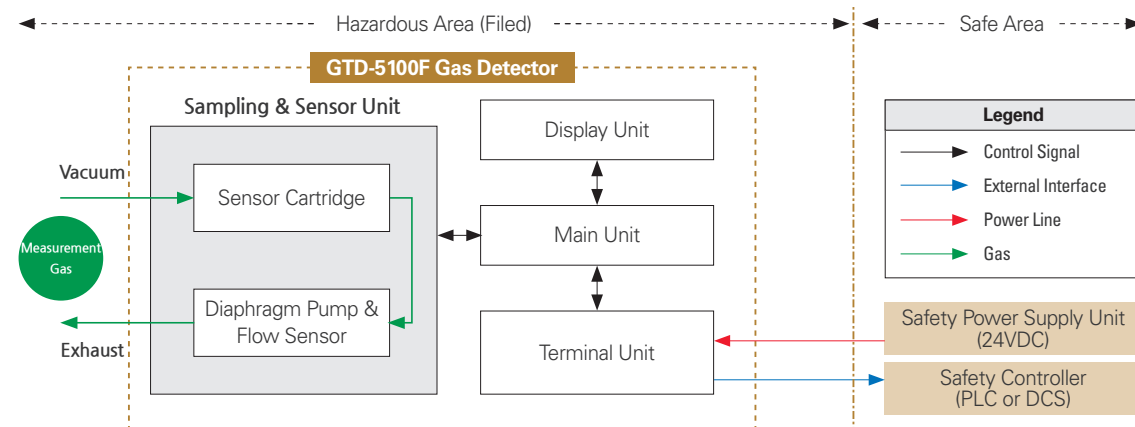 Hazardous Area (Filed)
Safe Area
GTD-5100F Gas Detector
Sampling & Sensor Unit
Vacuum
Sensor Cartridge
Measurement
Gas
Diaphragm Pump &
Flow Sensor
Exhaust
Display Unit
Main Unit
Terminal Unit
Legend
Control Signal
External Interface
Power Line
Gas
Safety Power Supply Unit
(24VDC)
Safety Controller
(PLC or DCS)